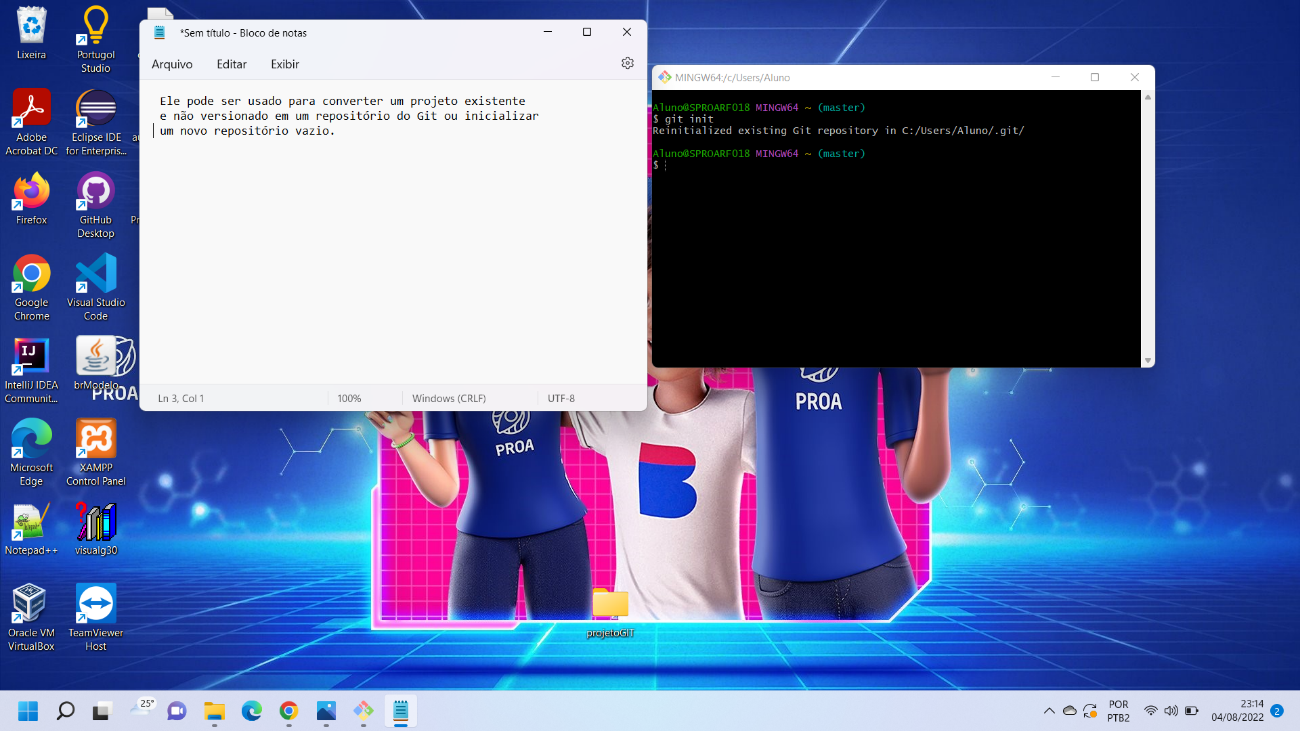 Lixeira
Portugol Studio
Adobe Acrobat DC
Eclipse IDE for Enterpris...
Firefox
GitHub Desktop
Google Chrome
Visual Studio Code
IntelliJ IDEA Communit...
brModelo
Microsoft Edge
XAMPP Control Panel
Notepad++
visualg30
Oracle VM VirtualBox
TeamViewer Host
*Sem título - Bloco de notas
Arquivo Editar Exibir
Ele pode ser usado para converter um projeto existente
e não versionado em um repositório do Git ou inicializar
um novo repositório vazio.
Ln 3, Col 1 100% Windows (CRLF) UTF-8
MINGW64:/c/Users/Aluno
Aluno@SPROARF018 MINGW64 ~ (master)
$ git init
Reinitialized existing Git repository in C:/Users/Aluno/.git/
Aluno@SPROARF018 MINGW64 ~ (master)
$
PROA
PROA
PROA
B
projetoGIT
25°
POR
PTB2
23:14
04/08/2022
2